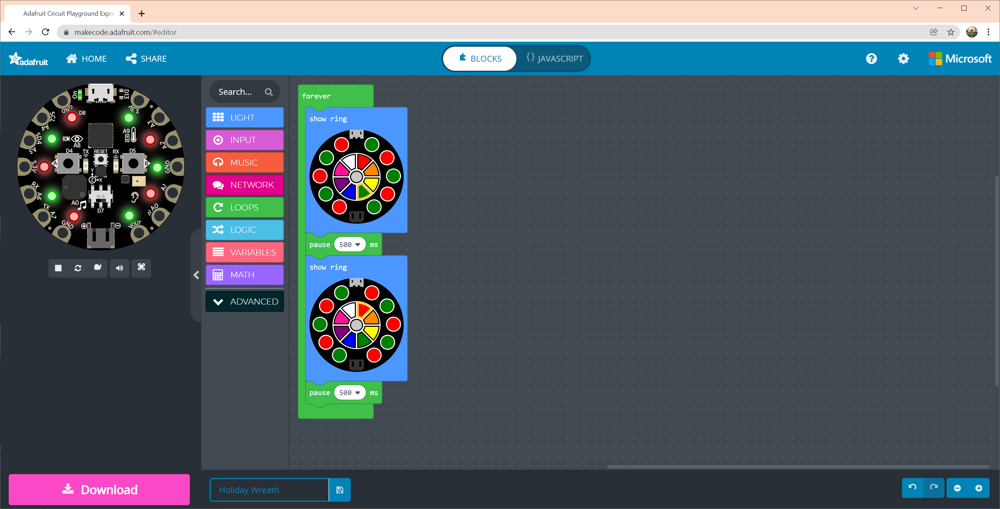 Adafruit Circuit Playground Expre
makecode.adafruit.com/#editor
adafruit
HOME
SHARE
BLOCKS
{} JAVASCRIPT
Microsoft
On
D13
GND
D8
3.3V
SCL
A4
A3
SDA
A5
A8
A9
A2
D4
TX
RESET
RX
D5
3.3V
A
B
GND
Y
Z
X
RX
A6
A1
A0
D7
TX
A7
A0
GND
VOUT
Search...
LIGHT
INPUT
MUSIC
NETWORK
LOOPS
LOGIC
VARIABLES
MATH
ADVANCED
forever
show ring
pause 500 ms
show ring
pause 500 ms
Download
Holiday Wreath